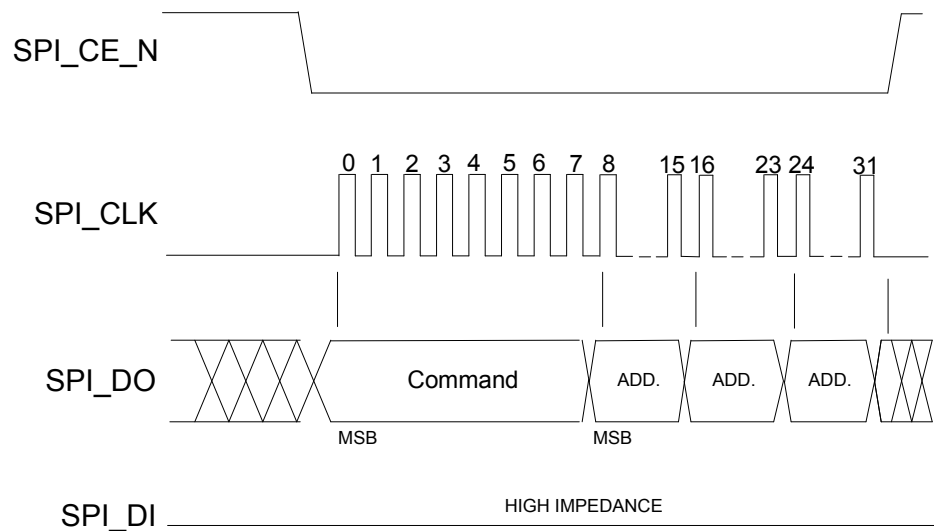 SPI_CE_N
0 1 2 3 4 5 6 7 8 15 16 23 24 31
SPI_CLK
SPI_DO
Command ADD. ADD. ADD.
MSB MSB
HIGH IMPEDANCE
SPI_DI